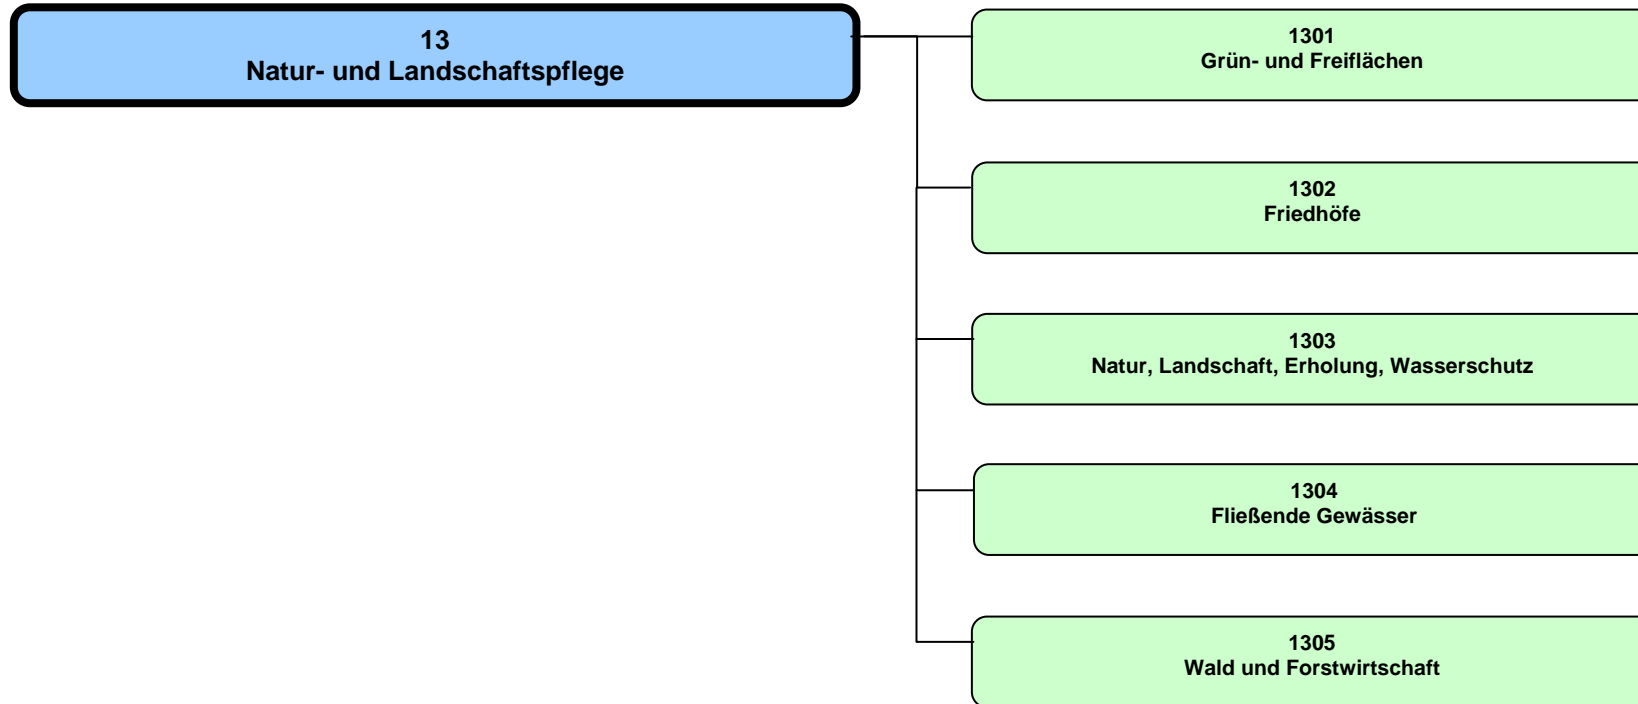 13
Natur- und Landschaftspflege
1301
Grün- und Freiflächen
1302
Friedhöfe
1303
Natur, Landschaft, Erholung, Wasserschutz
1304
Fließende Gewässer
1305
Wald und Forstwirtschaft